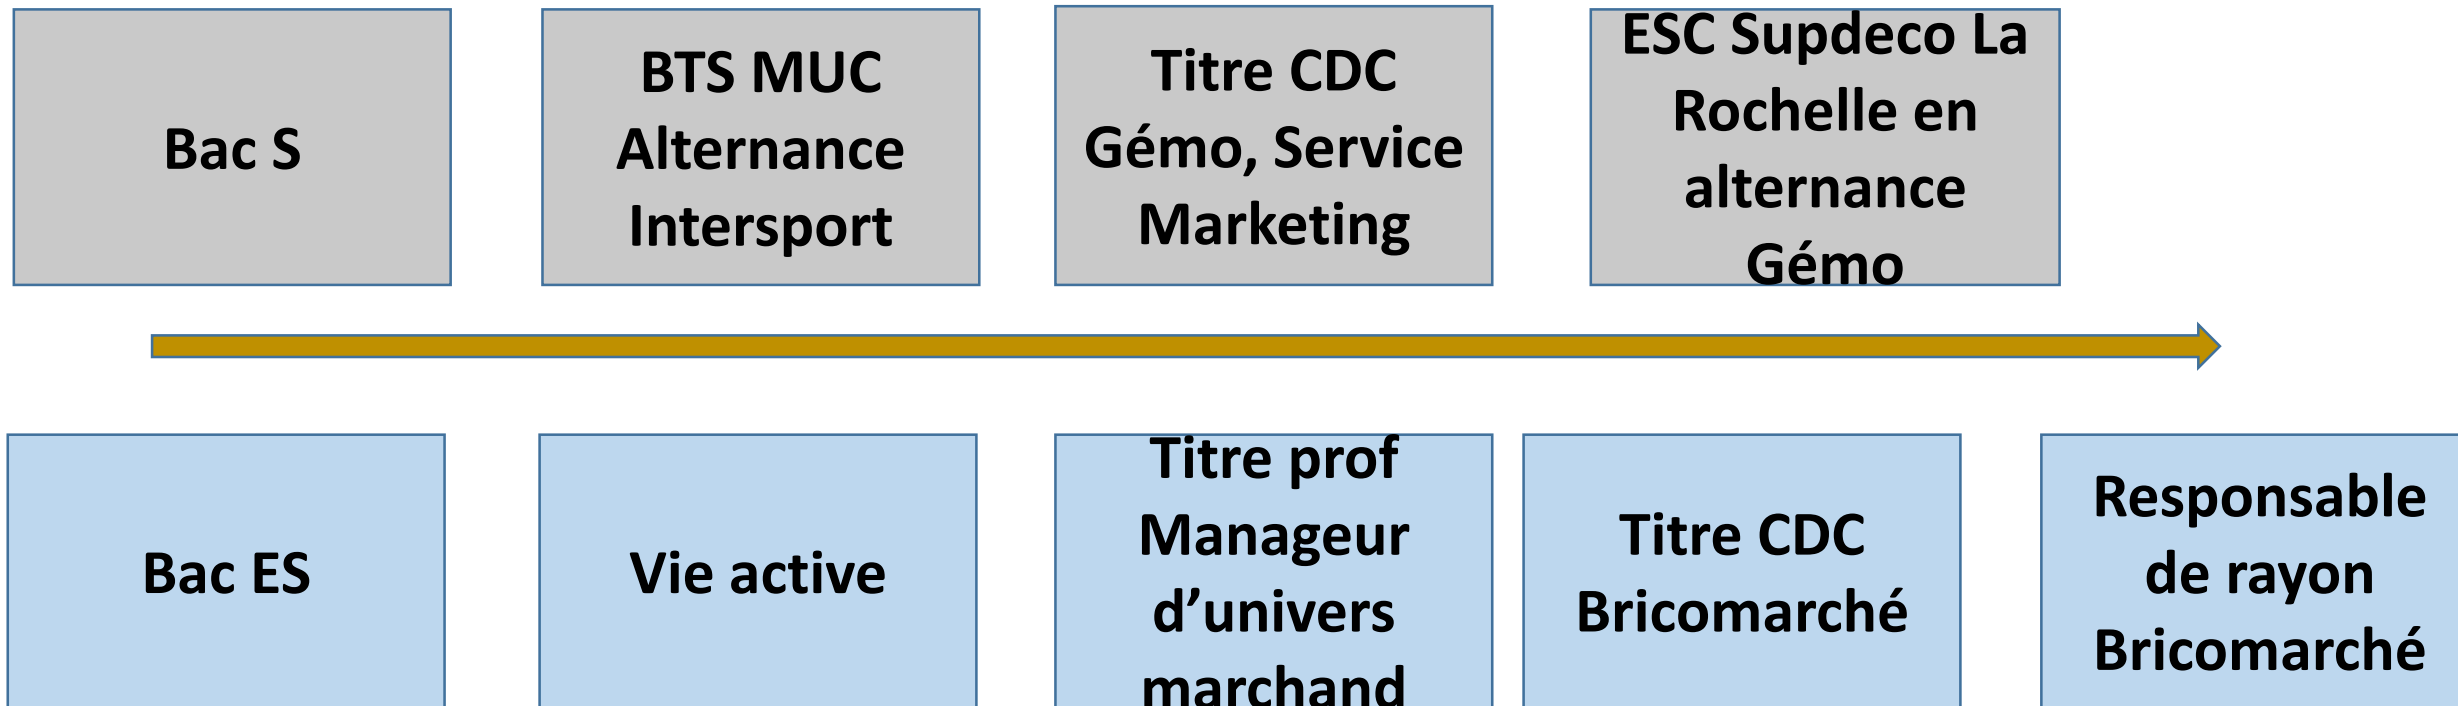 Bac S
BTS MUC
Alternance
Intersport
Titre CDC
Gémo, Service
Marketing
ESC Supdeco La
Rochelle en
alternance
Gémo
Bac ES
Vie active
Titre prof
Manageur
d’univers
marchand
Titre CDC
Bricomarché
Responsable
de rayon
Bricomarché